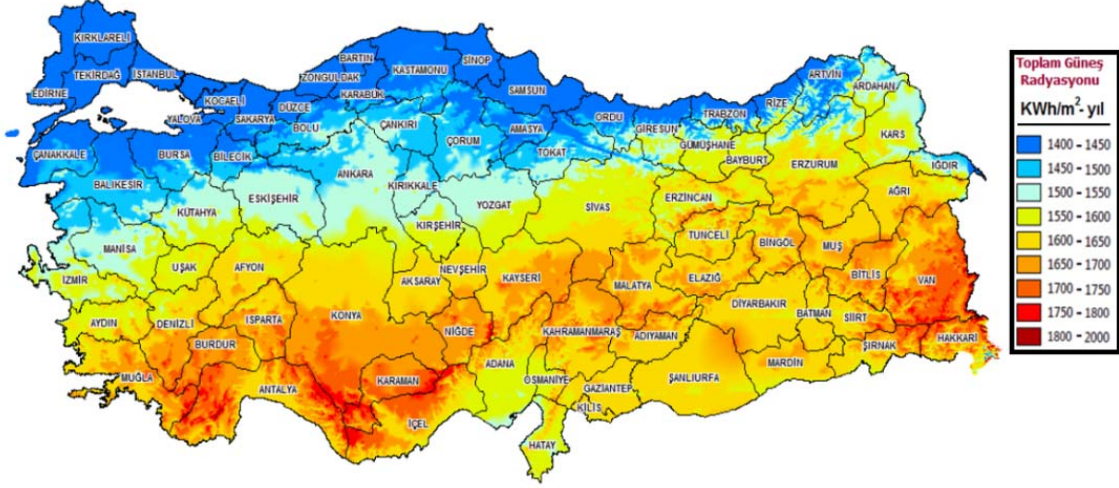 KIRKLARELİ
TEKİRDAĞ
İSTANBUL
EDİRNE
KOCAELİ
YALOVA
SAKARYA
DÜZCE
ZONGULDAK
BARTIN
KARABÜK
KASTAMONU
SİNOP
SAMSUN
ORDU
GİRESUN
TRABZON
RİZE
ARTVİN
ARDAHAN
KARS
IĞDIR
ÇANAKKALE
BURSA
BİLECİK
BOLU
ÇANKIRI
ÇORUM
AMASYA
TOKAT
GÜMÜŞHANE
BAYBURT
ERZURUM
AĞRI
BALIKEŞİR
KÜTAHYA
ESKİŞEHİR
ANKARA
KIRIKKALE
YOZGAT
SİVAS
ERZİNCAN
KIRŞEHİR
TUNCELİ
BİNGÖL
MUŞ
MANİSA
İZMİR
UŞAK
AFYON
AKSARAY
NEVŞEHİR
KAYSERİ
MALATYA
ELAZIĞ
BİTLİS
VAN
DİYARBAKIR
BATMAN
SİİRT
AYDIN
DENİZLİ
ISPARTA
KONYA
NİĞDE
KAHRAMANMARAŞ
ADIYAMAN
ŞIRNAK
HAKKARİ
BURDUR
MARDİN
MUĞLA
ANTALYA
KARAMAN
ADANA
OSMANİYE
GAZİANTEP
ŞANLIURFA
KİLİS
İÇEL
HATAY
Toplam Güneş
Radyasyonu
KWh/m²- yıl
1400 - 1450
1450 - 1500
1500 - 1550
1550 - 1600
1600 - 1650
1650 - 1700
1700 - 1750
1750 - 1800
1800 - 2000